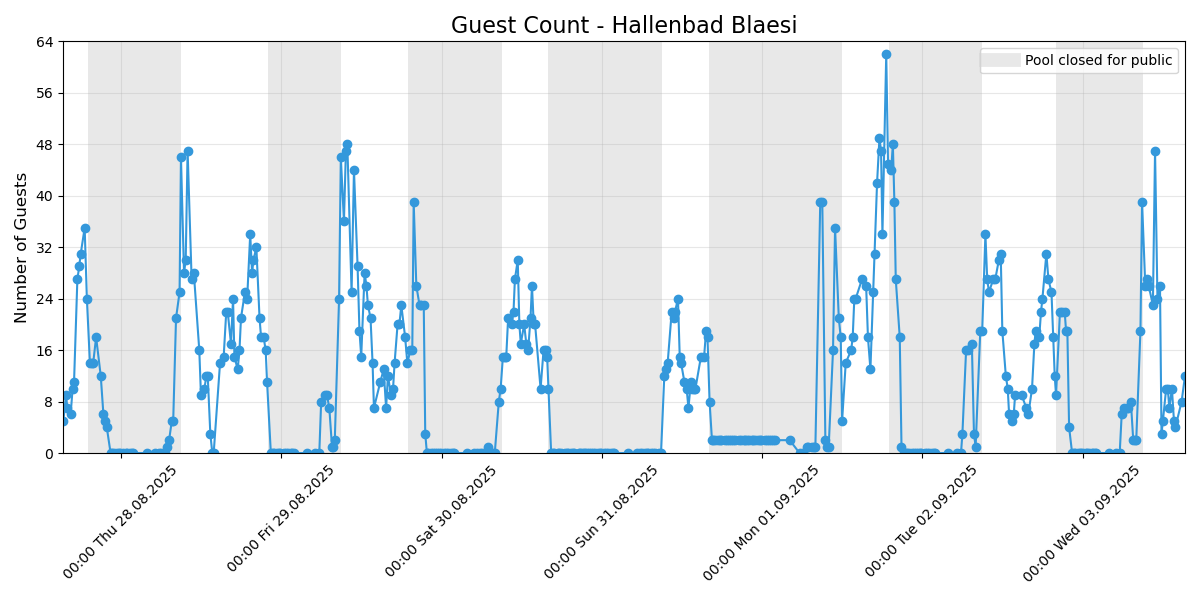 Guest Count - Hallenbad Blaesi
Pool closed for public
Number of Guests
64
56
48
40
32
24
16
8
0
00:00 Thu 28.08.2025
00:00 Fri 29.08.2025
00:00 Sat 30.08.2025
00:00 Sun 31.08.2025
00:00 Mon 01.09.2025
00:00 Tue 02.09.2025
00:00 Wed 03.09.2025